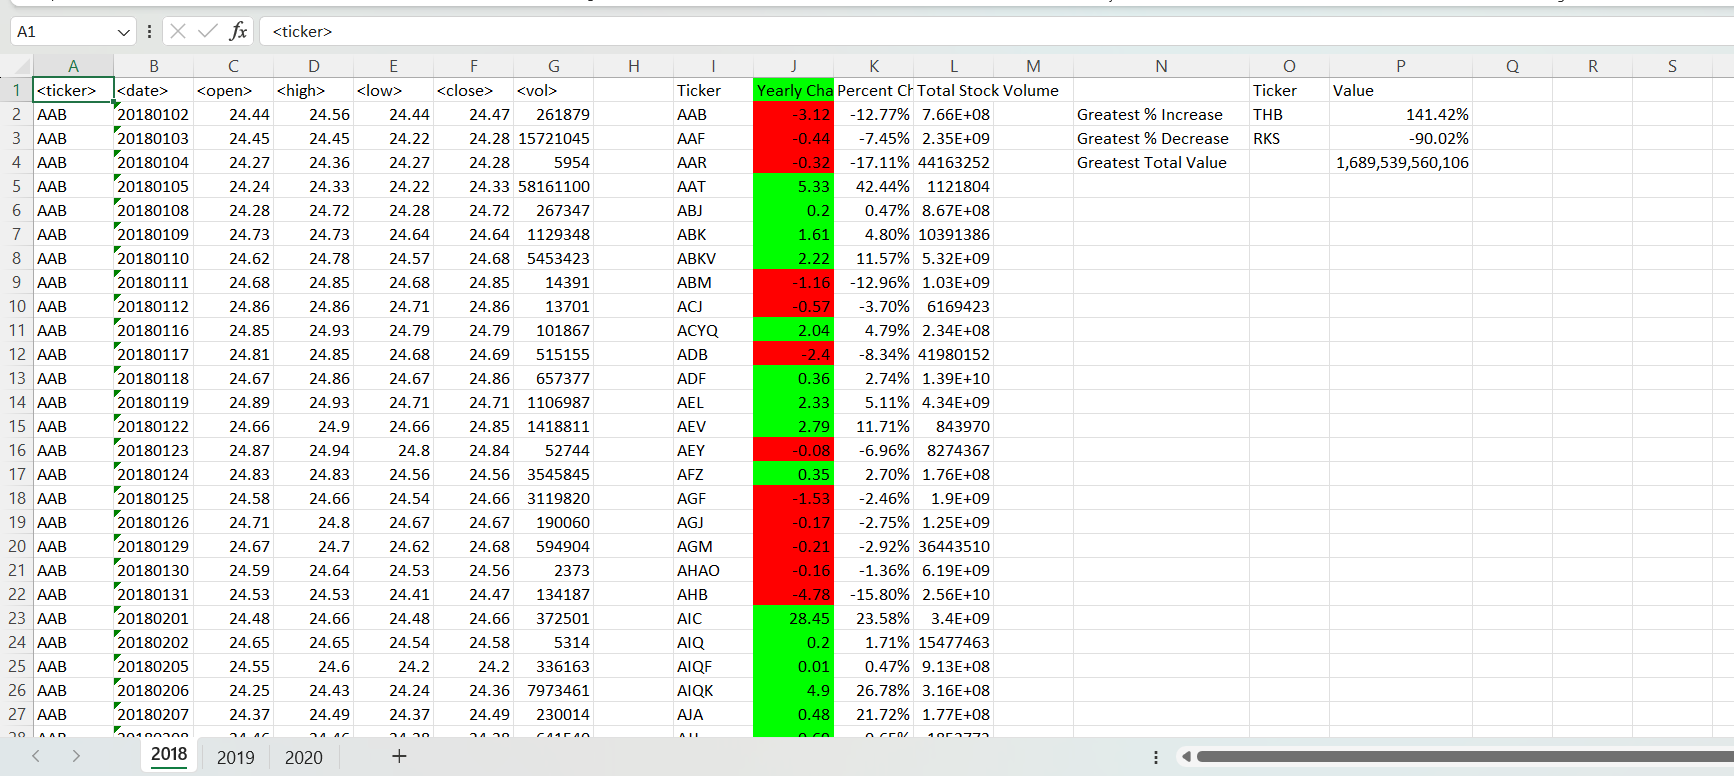 A1 fx <ticker>
A B C D E F G H I J K L M N O P Q R S
1 <ticker> <date> <open> <high> <low> <close> <vol> Ticker Yearly Cha Percent Ch Total Stock Volume Ticker Value
2 AAB 20180102 24.44 24.56 24.44 24.47 261879 AAB -3.12 -12.77% 7.66E+08 Greatest % Increase THB 141.42%
3 AAB 20180103 24.45 24.45 24.22 24.28 15721045 AAF -0.44 -7.45% 2.35E+09 Greatest % Decrease RKS -90.02%
4 AAB 20180104 24.27 24.36 24.27 24.28 5954 AAR -0.32 -17.11% 44163252 Greatest Total Value 1,689,539,560,106
5 AAB 20180105 24.24 24.33 24.22 24.33 58161100 AAT 5.33 42.44% 1121804
6 AAB 20180108 24.28 24.72 24.28 24.72 267347 ABJ 0.2 0.47% 8.67E+08
7 AAB 20180109 24.73 24.73 24.64 24.64 1129348 ABK 1.61 4.80% 10391386
8 AAB 20180110 24.62 24.78 24.57 24.68 5453423 ABKV 2.22 11.57% 5.32E+09
9 AAB 20180111 24.68 24.85 24.68 24.85 14391 ABM -1.16 -12.96% 1.03E+09
10 AAB 20180112 24.86 24.86 24.71 24.86 13701 ACJ -0.57 -3.70% 6169423
11 AAB 20180116 24.85 24.93 24.79 24.79 101867 ACYQ 2.04 4.79% 2.34E+08
12 AAB 20180117 24.81 24.85 24.68 24.69 515155 ADB -2.4 -8.34% 41980152
13 AAB 20180118 24.67 24.86 24.67 24.86 657377 ADF 0.36 2.74% 1.39E+10
14 AAB 20180119 24.89 24.93 24.71 24.71 1106987 AEL 2.33 5.11% 4.34E+09
15 AAB 20180122 24.66 24.9 24.66 24.85 1418811 AEV 2.79 11.71% 843970
16 AAB 20180123 24.87 24.94 24.8 24.84 52744 AEY -0.08 -6.96% 8274367
17 AAB 20180124 24.83 24.83 24.56 24.56 3545845 AFZ 0.35 2.70% 1.76E+08
18 AAB 20180125 24.58 24.66 24.54 24.66 3119820 AGF -1.53 -2.46% 1.9E+09
19 AAB 20180126 24.71 24.8 24.67 24.67 190060 AGJ -0.17 -2.75% 1.25E+09
20 AAB 20180129 24.67 24.7 24.62 24.68 594904 AGM -0.21 -2.92% 36443510
21 AAB 20180130 24.59 24.64 24.53 24.56 2373 AHAO -0.16 -1.36% 6.19E+09
22 AAB 20180131 24.53 24.53 24.41 24.47 134187 AHB -4.78 -15.80% 2.56E+10
23 AAB 20180201 24.48 24.66 24.48 24.66 372501 AIC 28.45 23.58% 3.4E+09
24 AAB 20180202 24.65 24.65 24.54 24.58 5314 AIQ 0.2 1.71% 15477463
25 AAB 20180205 24.55 24.6 24.2 24.2 336163 AIQF 0.01 0.47% 9.13E+08
26 AAB 20180206 24.25 24.43 24.24 24.36 7973461 AIQK 4.9 26.78% 3.16E+08
27 AAB 20180207 24.37 24.49 24.37 24.49 230014 AJA 0.48 21.72% 1.77E+08
2018 2019 2020